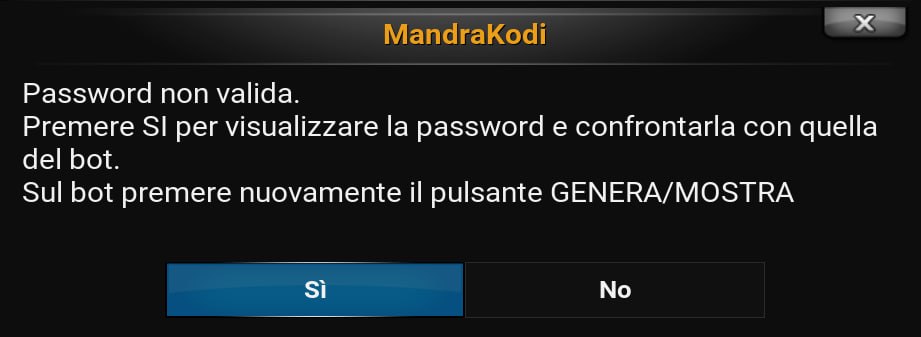 MandraKodi
Password non valida.
Premere SI per visualizzare la password e confrontarla con quella
del bot.
Sul bot premere nuovamente il pulsante GENERA/MOSTRA
Sì
No